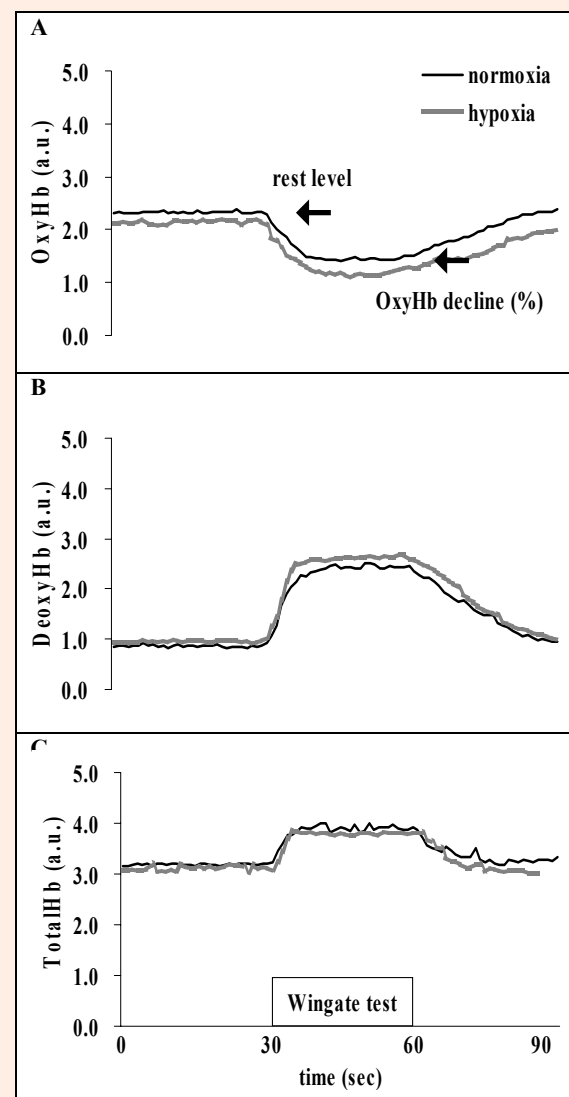 A
5.0
4.0
3.0
2.0
1.0
0.0
OxyHb (a.u.)
normoxia
hypoxia
rest level
OxyHb decline (%)
B
5.0
4.0
3.0
2.0
1.0
0.0
DeoxyHb (a.u.)
C
5.0
4.0
3.0
2.0
1.0
0.0
TotalHb (a.u.)
Wingate test
0 30 60 90
time (sec)